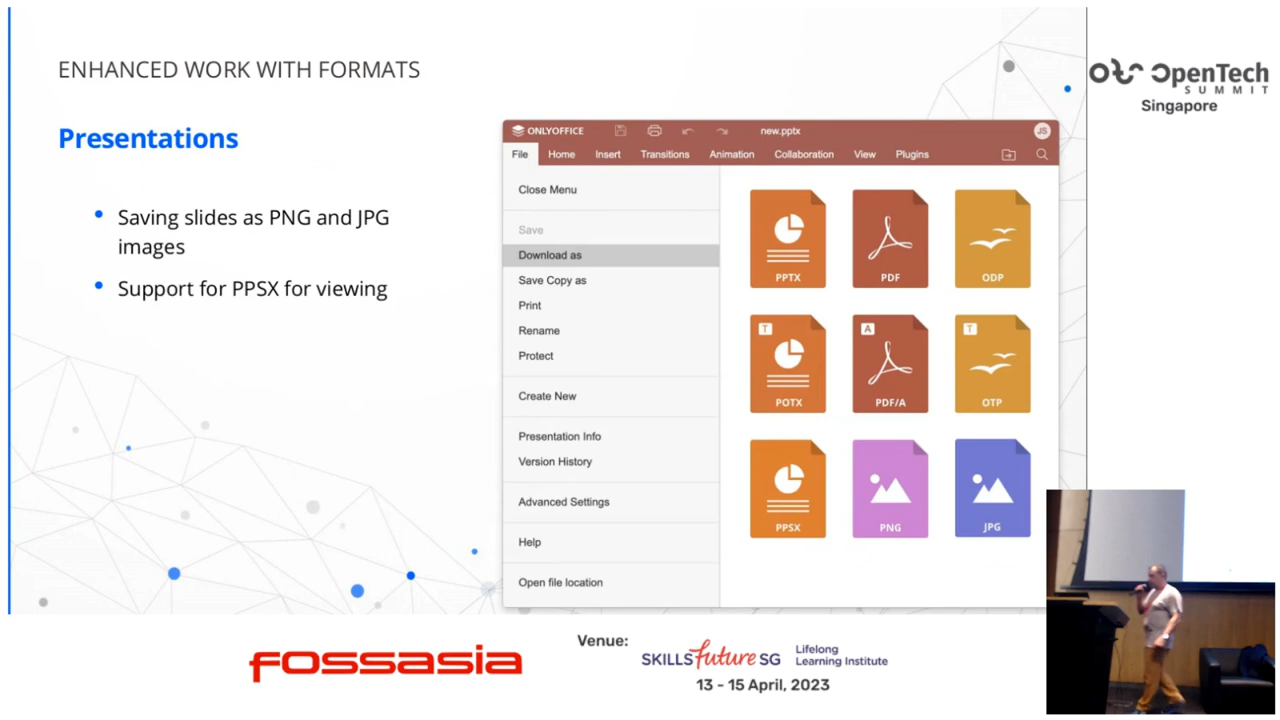 ENHANCED WORK WITH FORMATS
Presentations
Saving slides as PNG and JPG
images
Support for PPSX for viewing
ONLYOFFICE
new.pptx
JS
File Home Insert Transitions Animation Collaboration View Plugins
Close Menu
Save
Download as
Save Copy as
Print
Rename
Protect
Create New
Presentation Info
Version History
Advanced Settings
Help
Open file location
PPTX PDF ODP
T A T
POTX PDF/A OTP
PPSX PNG JPG
OpenTech
SUMMIT
Singapore
fossasia
Venue:
SKILLSfuture SG
Lifelong
Learning Institute
13 - 15 April, 2023